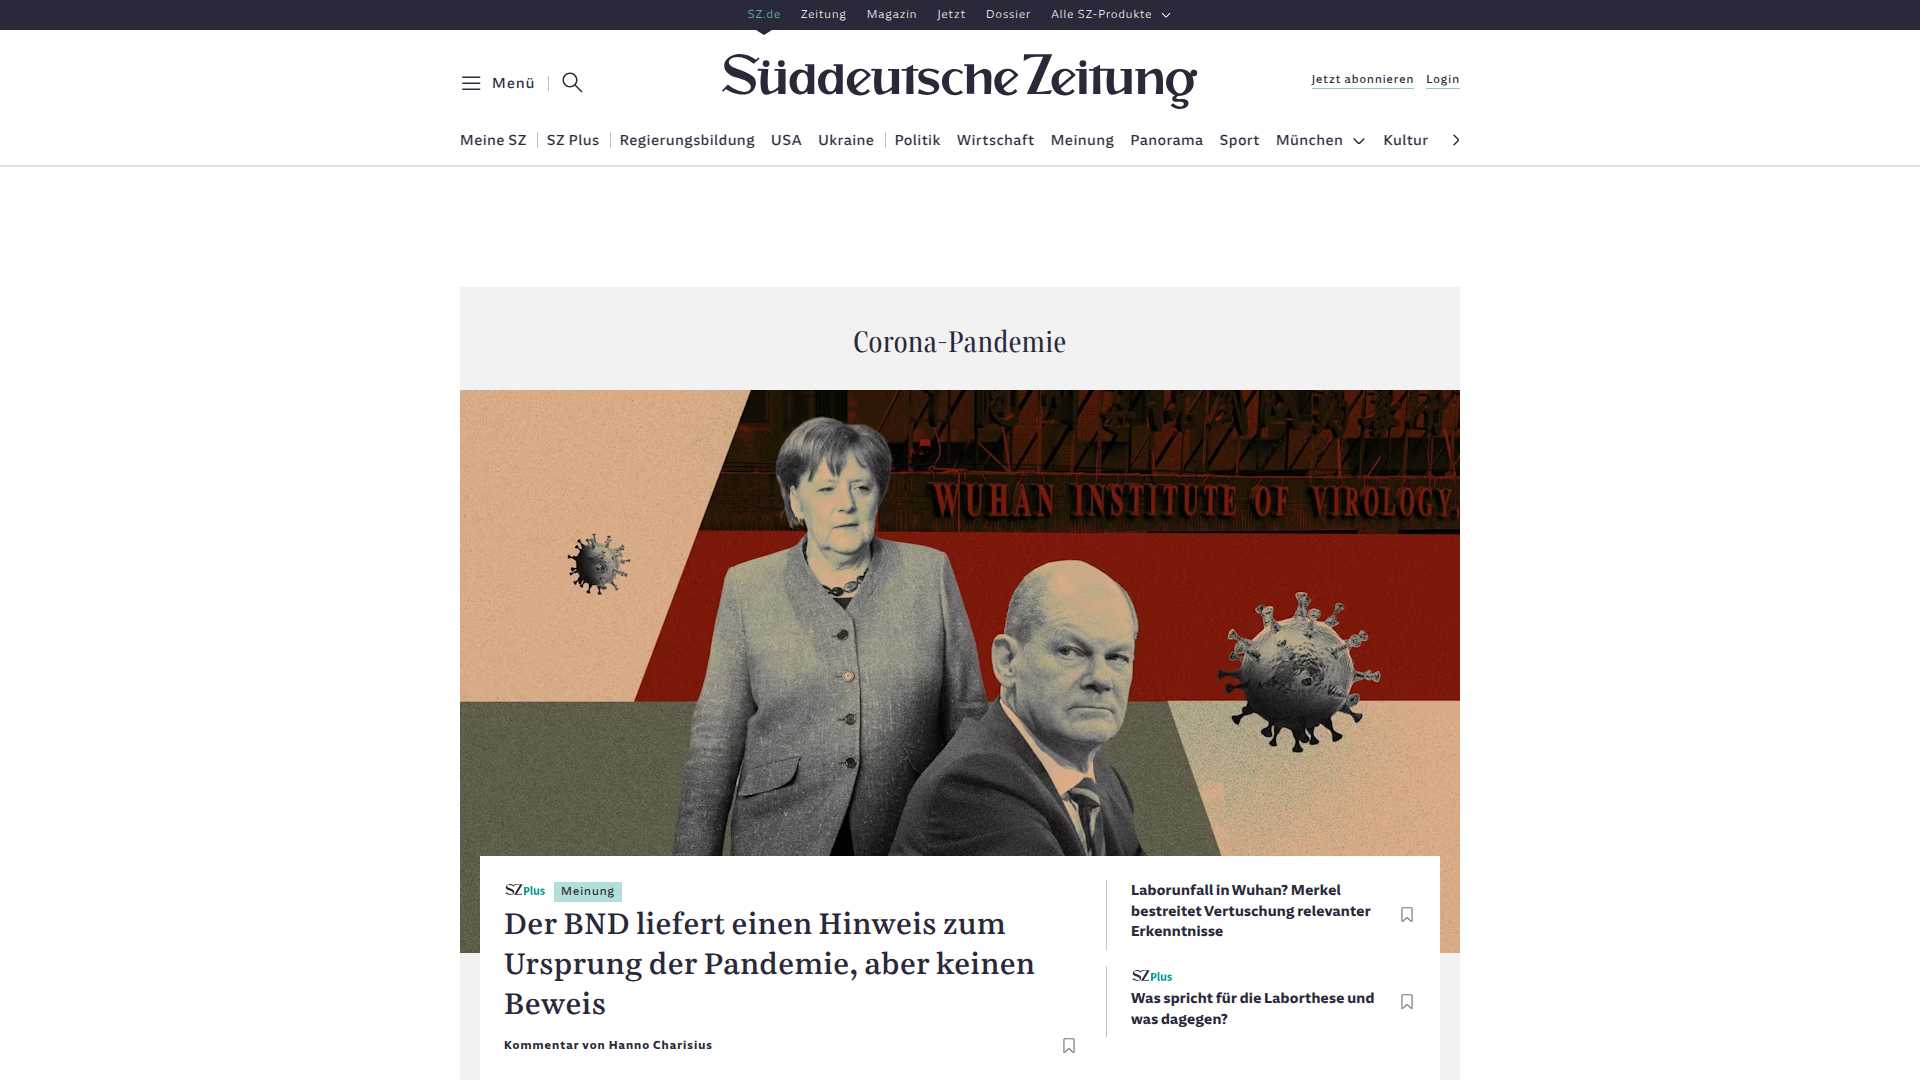 SZ.de Zeitung Magazin Jetzt Dossier Alle SZ-Produkte
Menü
Süddeutsche Zeitung
Jetzt abonnieren Login
Meine SZ SZ Plus Regierungsbildung USA Ukraine Politik Wirtschaft Meinung Panorama Sport München Kultur
Corona-Pandemie
WUHAN INSTITUTE OF VIROLOGY
SZ Plus Meinung
Der BND liefert einen Hinweis zum
Ursprung der Pandemie, aber keinen
Beweis
Kommentar von Hanno Charisius
Laborunfall in Wuhan? Merkel
bestreitet Vertuschung relevanter
Erkenntnisse
SZ Plus
Was spricht für die Laborthese und
was dagegen?